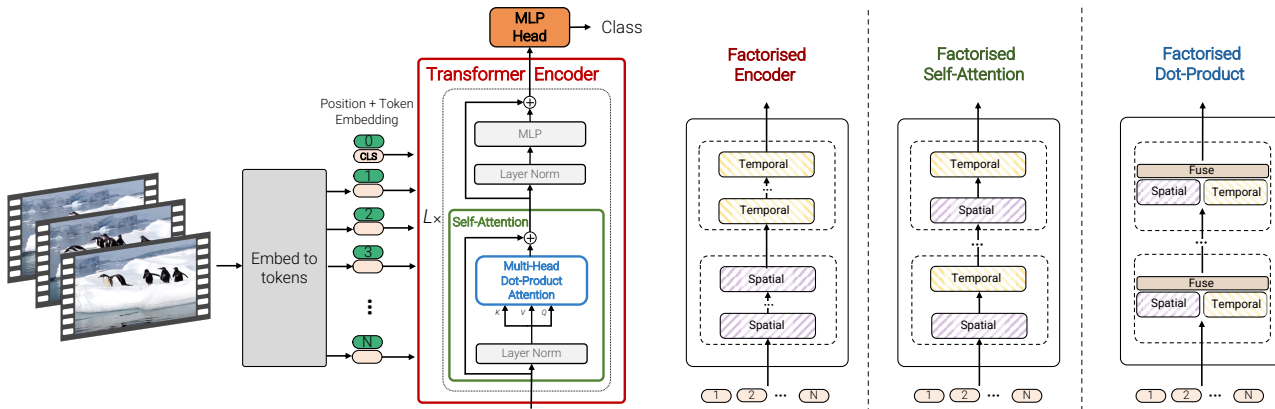 MLP
Head
Class
Transformer Encoder
Position + Token
Embedding
0
CLS
1
2
3
N
Embed to
tokens
L×
MLP
Layer Norm
Self-Attention
Multi-Head
Dot-Product
Attention
K V Q
Layer Norm
Factorised
Encoder
Temporal
...
Temporal
Spatial
...
Spatial
1 2 ... N
Factorised
Self-Attention
Temporal
Spatial
...
Temporal
Spatial
1 2 ... N
Factorised
Dot-Product
Fuse
Spatial Temporal
...
Fuse
Spatial Temporal
1 2 ... N